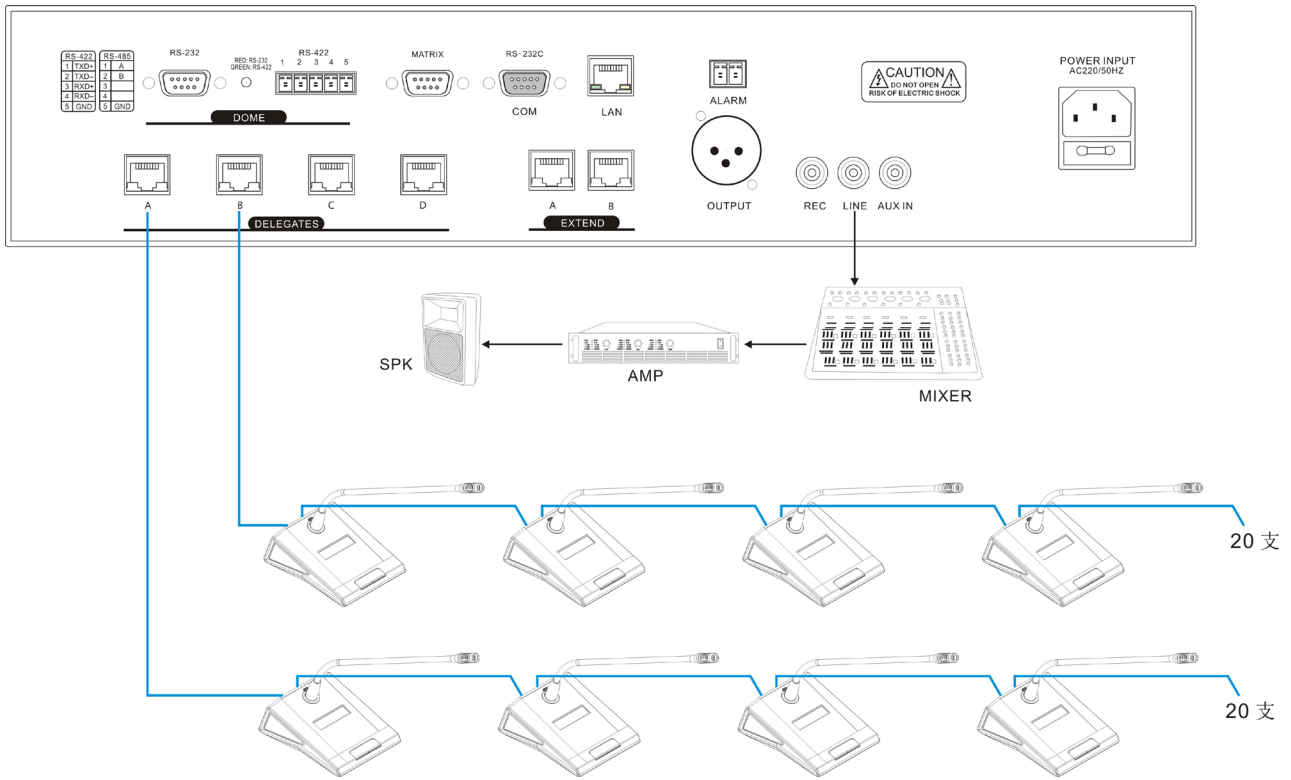 RS-422 RS-485
1 TXD+ 1 A
2 TXD– 2 B
3 RXD+ 3
4 RXD– 4
5 GND 5 GND
RS-232
RED: RS-232
GREEN: RS-422
RS-422
1 2 3 4 5
DOME
MATRIX
RS-232C
COM
LAN
ALARM
CAUTION
DO NOT OPEN
RISK OF ELECTRIC SHOCK
POWER INPUT
AC220/50HZ
A B C D
DELEGATES
A B
EXTEND
OUTPUT
REC LINE AUX IN
SPK
AMP
MIXER
20 支
20 支